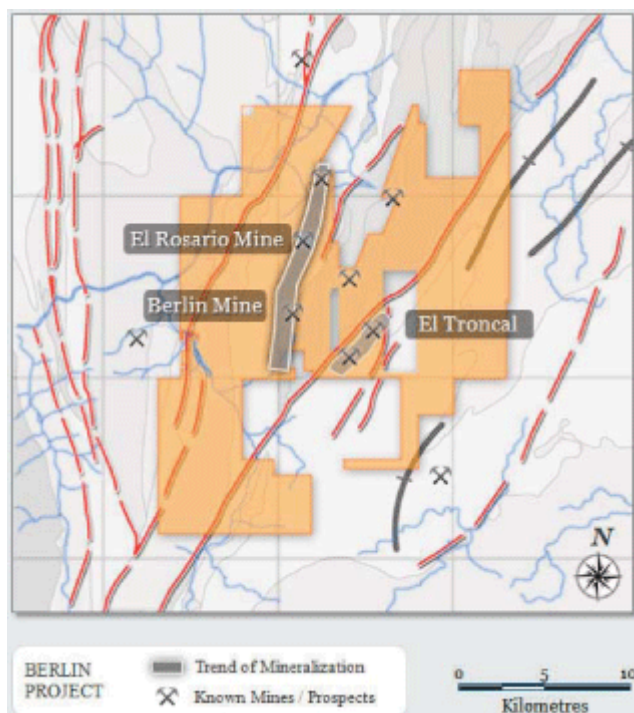 El Rosario Mine
Berlin Mine
El Troncal
N
BERLIN
PROJECT
Trend of Mineralization
Known Mines / Prospects
0 5 10
Kilometres